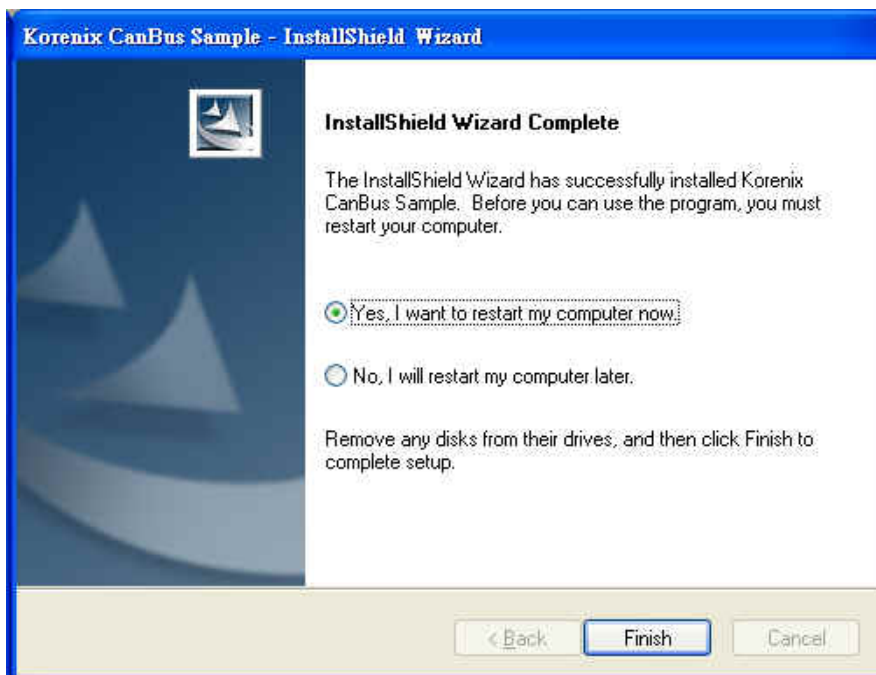 Korenix CanBus Sample - InstallShield Wizard
InstallShield Wizard Complete
The InstallShield Wizard has successfully installed Korenix
CanBus Sample. Before you can use the program, you must
restart your computer.
Yes, I want to restart my computer now.
No, I will restart my computer later.
Remove any disks from their drives, and then click Finish to
complete setup.
< Back Finish Cancel